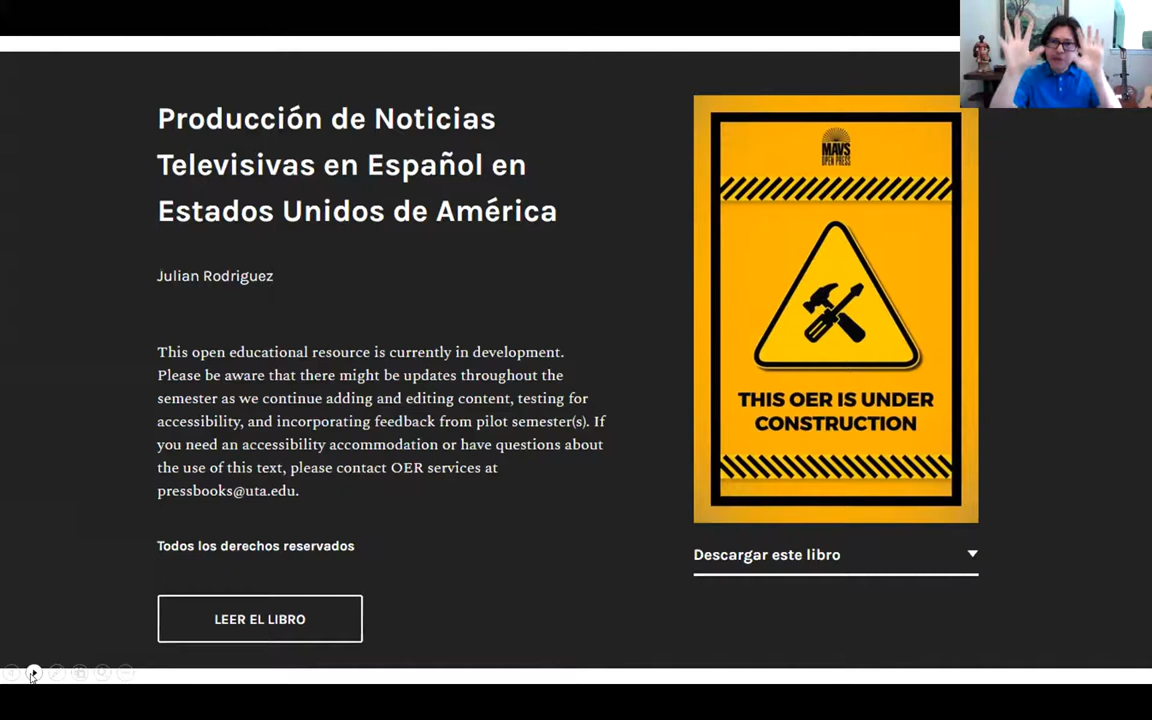 Producción de Noticias
Televisivas en Español en
Estados Unidos de América
Julian Rodriguez
This open educational resource is currently in development.
Please be aware that there might be updates throughout the
semester as we continue adding and editing content, testing for
accessibility, and incorporating feedback from pilot semester(s). If
you need an accessibility accommodation or have questions about
the use of this text, please contact OER services at
pressbooks@uta.edu.
Todos los derechos reservados
LEER EL LIBRO
MAVS
OPEN PRESS
THIS OER IS UNDER
CONSTRUCTION
Descargar este libro